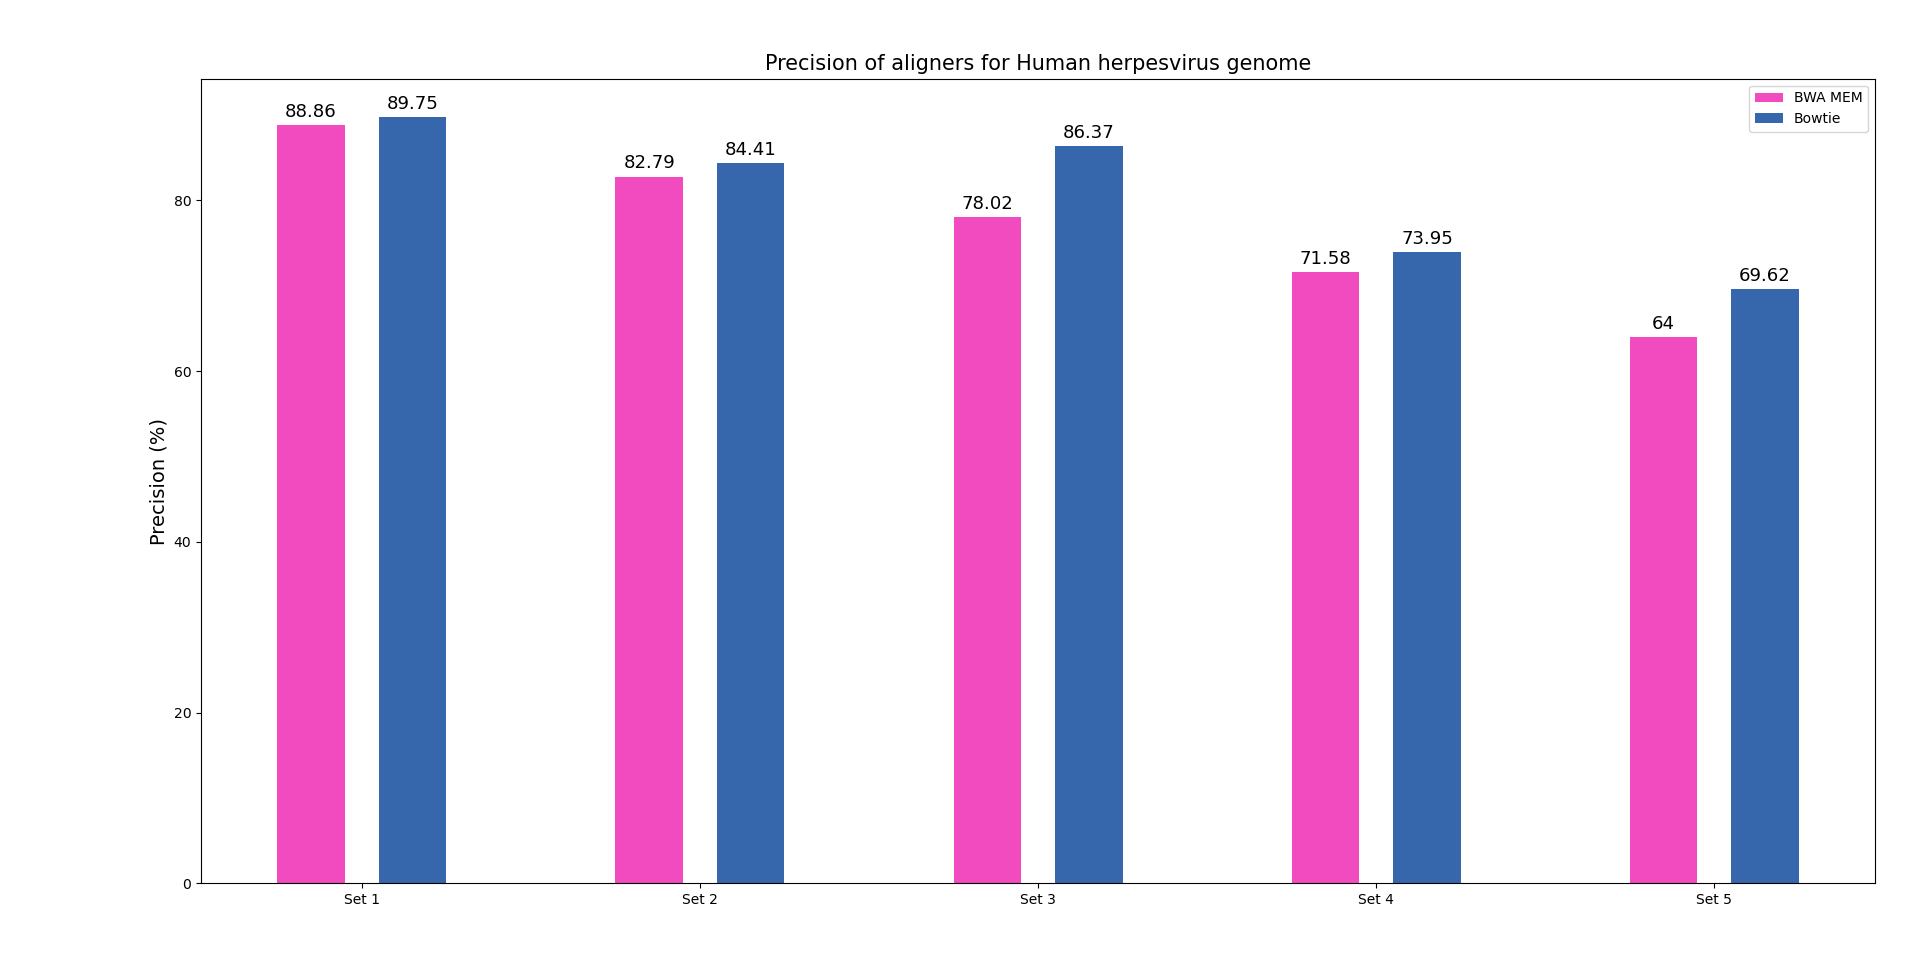 Precision of aligners for Human herpesvirus genome
BWA MEM
Bowtie
88.86
89.75
82.79
84.41
78.02
86.37
71.58
73.95
64
69.62
Precision (%)
80
60
40
20
0
Set 1
Set 2
Set 3
Set 4
Set 5